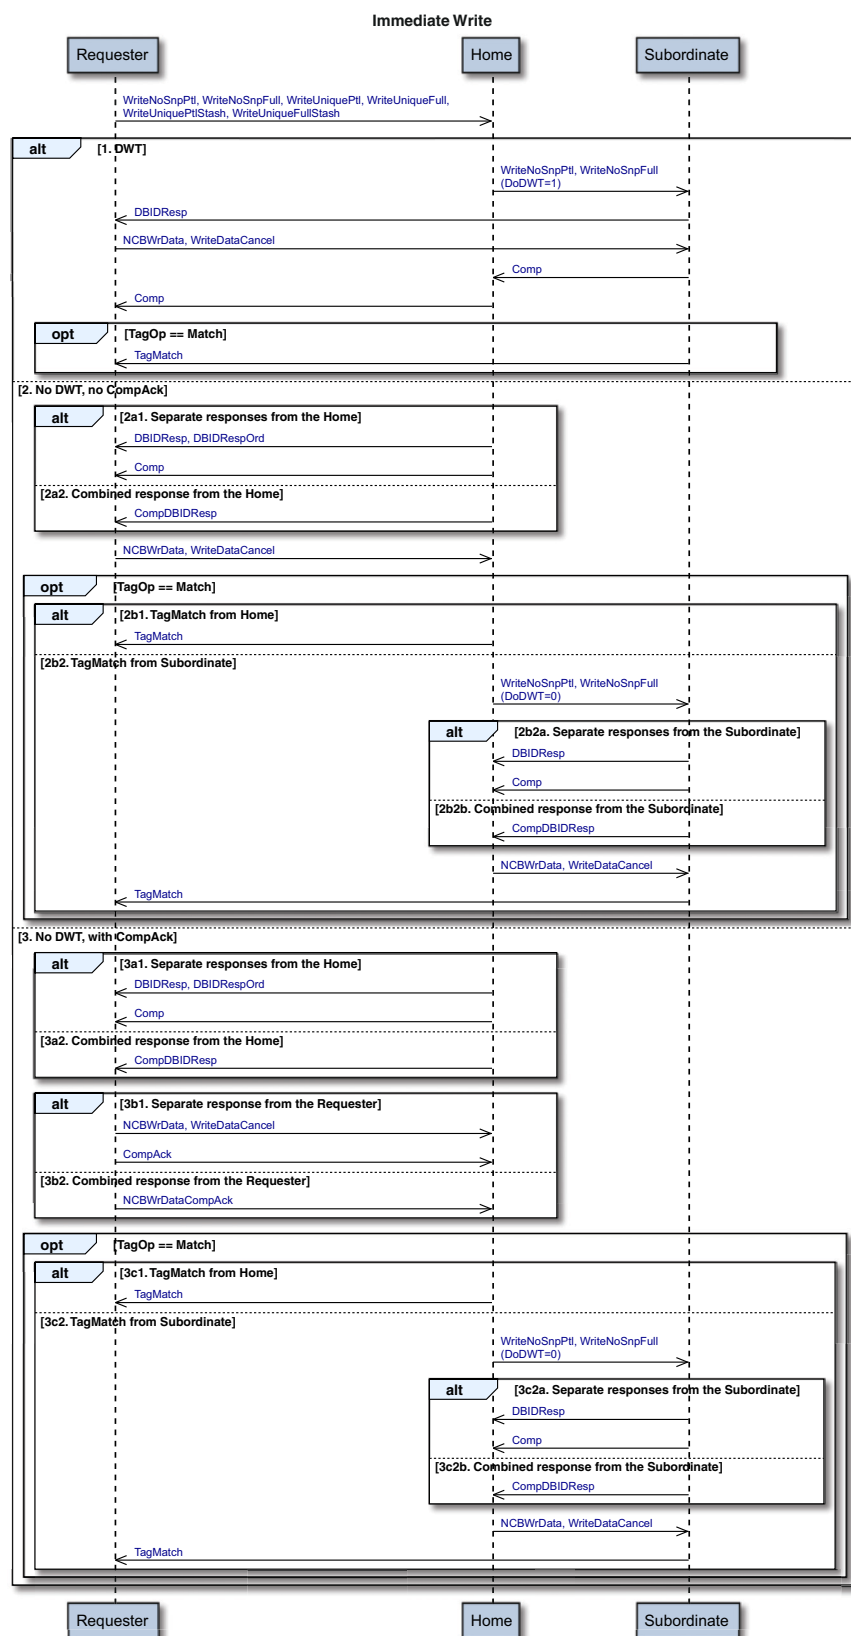 Immediate Write
Requester
Home
Subordinate
WriteNoSnpPtl, WriteNoSnpFull, WriteUniquePtl, WriteUniqueFull,
WriteUniquePtlStash, WriteUniqueFullStash
alt
[1. DWT]
WriteNoSnpPtl, WriteNoSnpFull
(DoDWT=1)
DBIDResp
NCBWrData, WriteDataCancel
Comp
Comp
opt
[TagOp == Match]
TagMatch
[2. No DWT, no CompAck]
alt
[2a1. Separate responses from the Home]
DBIDResp, DBIDRespOrd
Comp
[2a2. Combined response from the Home]
CompDBIDResp
NCBWrData, WriteDataCancel
opt
[TagOp == Match]
alt
[2b1. TagMatch from Home]
TagMatch
[2b2. TagMatch from Subordinate]
WriteNoSnpPtl, WriteNoSnpFull
(DoDWT=0)
alt
[2b2a. Separate responses from the Subordinate]
DBIDResp
Comp
[2b2b. Combined response from the Subordinate]
CompDBIDResp
NCBWrData, WriteDataCancel
TagMatch
[3. No DWT, with CompAck]
alt
[3a1. Separate responses from the Home]
DBIDResp, DBIDRespOrd
Comp
[3a2. Combined response from the Home]
CompDBIDResp
alt
[3b1. Separate response from the Requester]
NCBWrData, WriteDataCancel
CompAck
[3b2. Combined response from the Requester]
NCBWrDataCompAck
opt
[TagOp == Match]
alt
[3c1. TagMatch from Home]
TagMatch
[3c2. TagMatch from Subordinate]
WriteNoSnpPtl, WriteNoSnpFull
(DoDWT=0)
alt
[3c2a. Separate responses from the Subordinate]
DBIDResp
Comp
[3c2b. Combined response from the Subordinate]
CompDBIDResp
NCBWrData, WriteDataCancel
TagMatch
Requester
Home
Subordinate